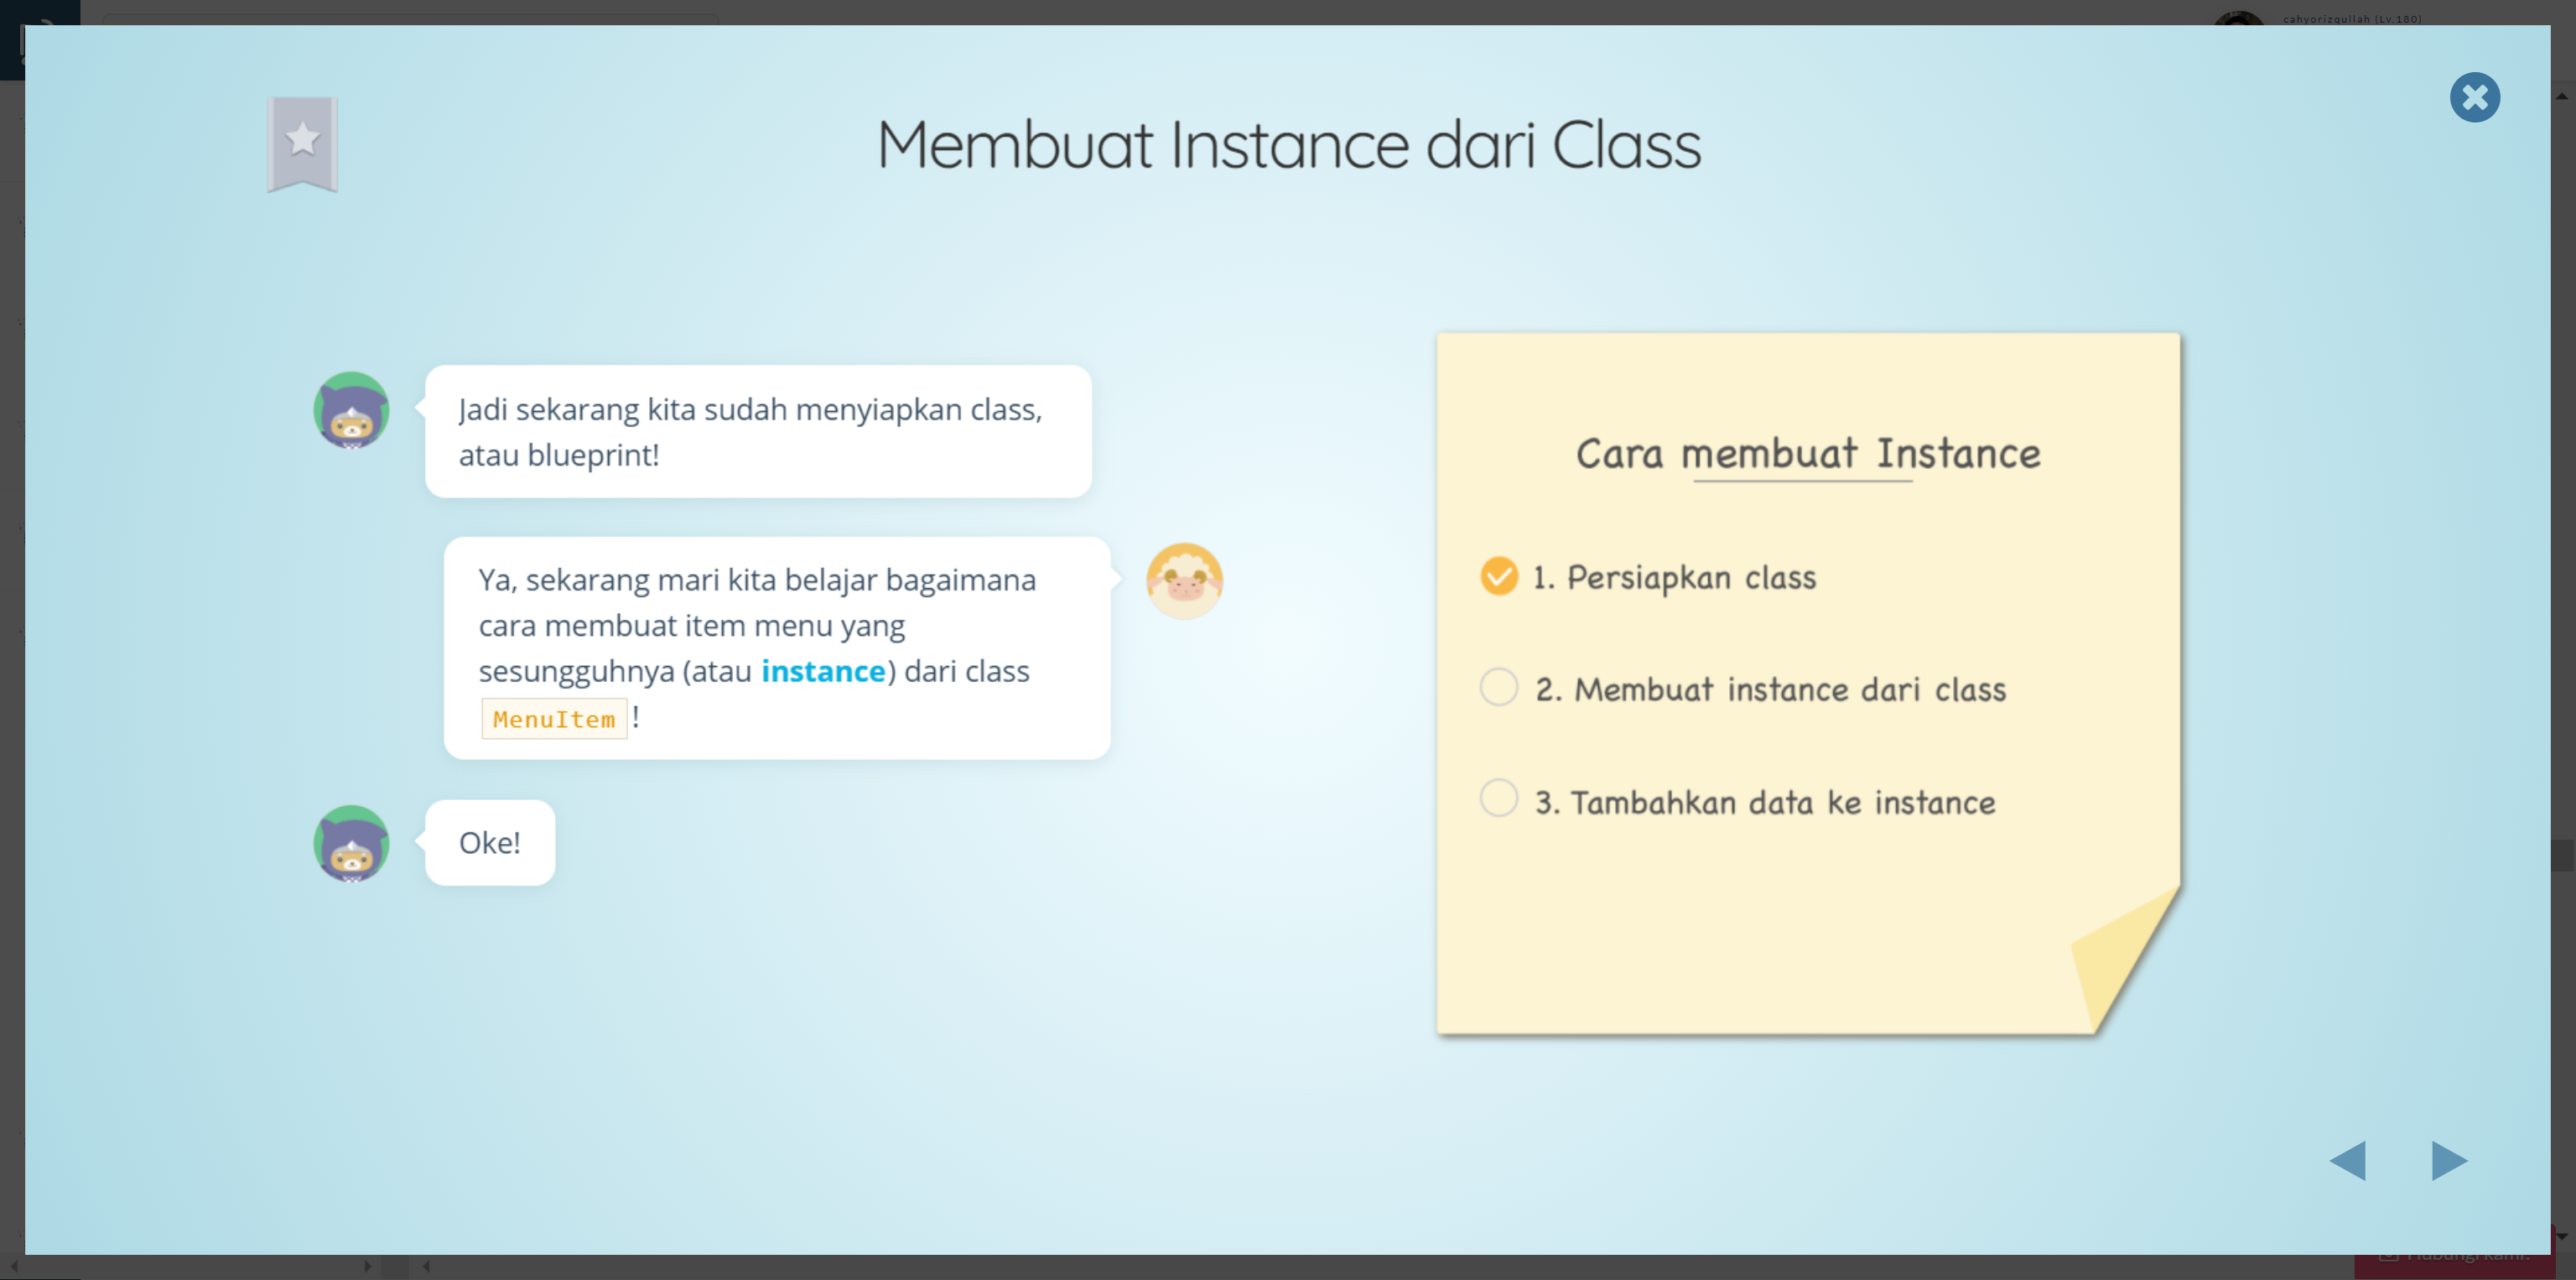 cahyorizqullah (Lv.180)
Membuat Instance dari Class
Jadi sekarang kita sudah menyiapkan class,
atau blueprint!
Ya, sekarang mari kita belajar bagaimana
cara membuat item menu yang
sesungguhnya (atau instance) dari class
MenuItem !
Oke!
Cara membuat Instance
1. Persiapkan class
2. Membuat instance dari class
3. Tambahkan data ke instance
Hubungi kami!